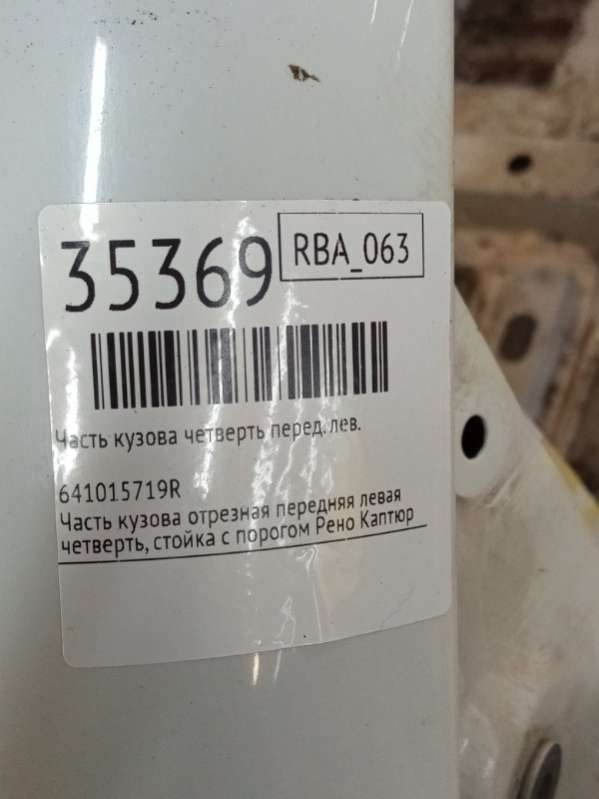 35369
RBA_063
Часть кузова четверть перед. лев.
641015719R
Часть кузова отрезная передняя левая
четверть, стойка с порогом Рено Каптюр